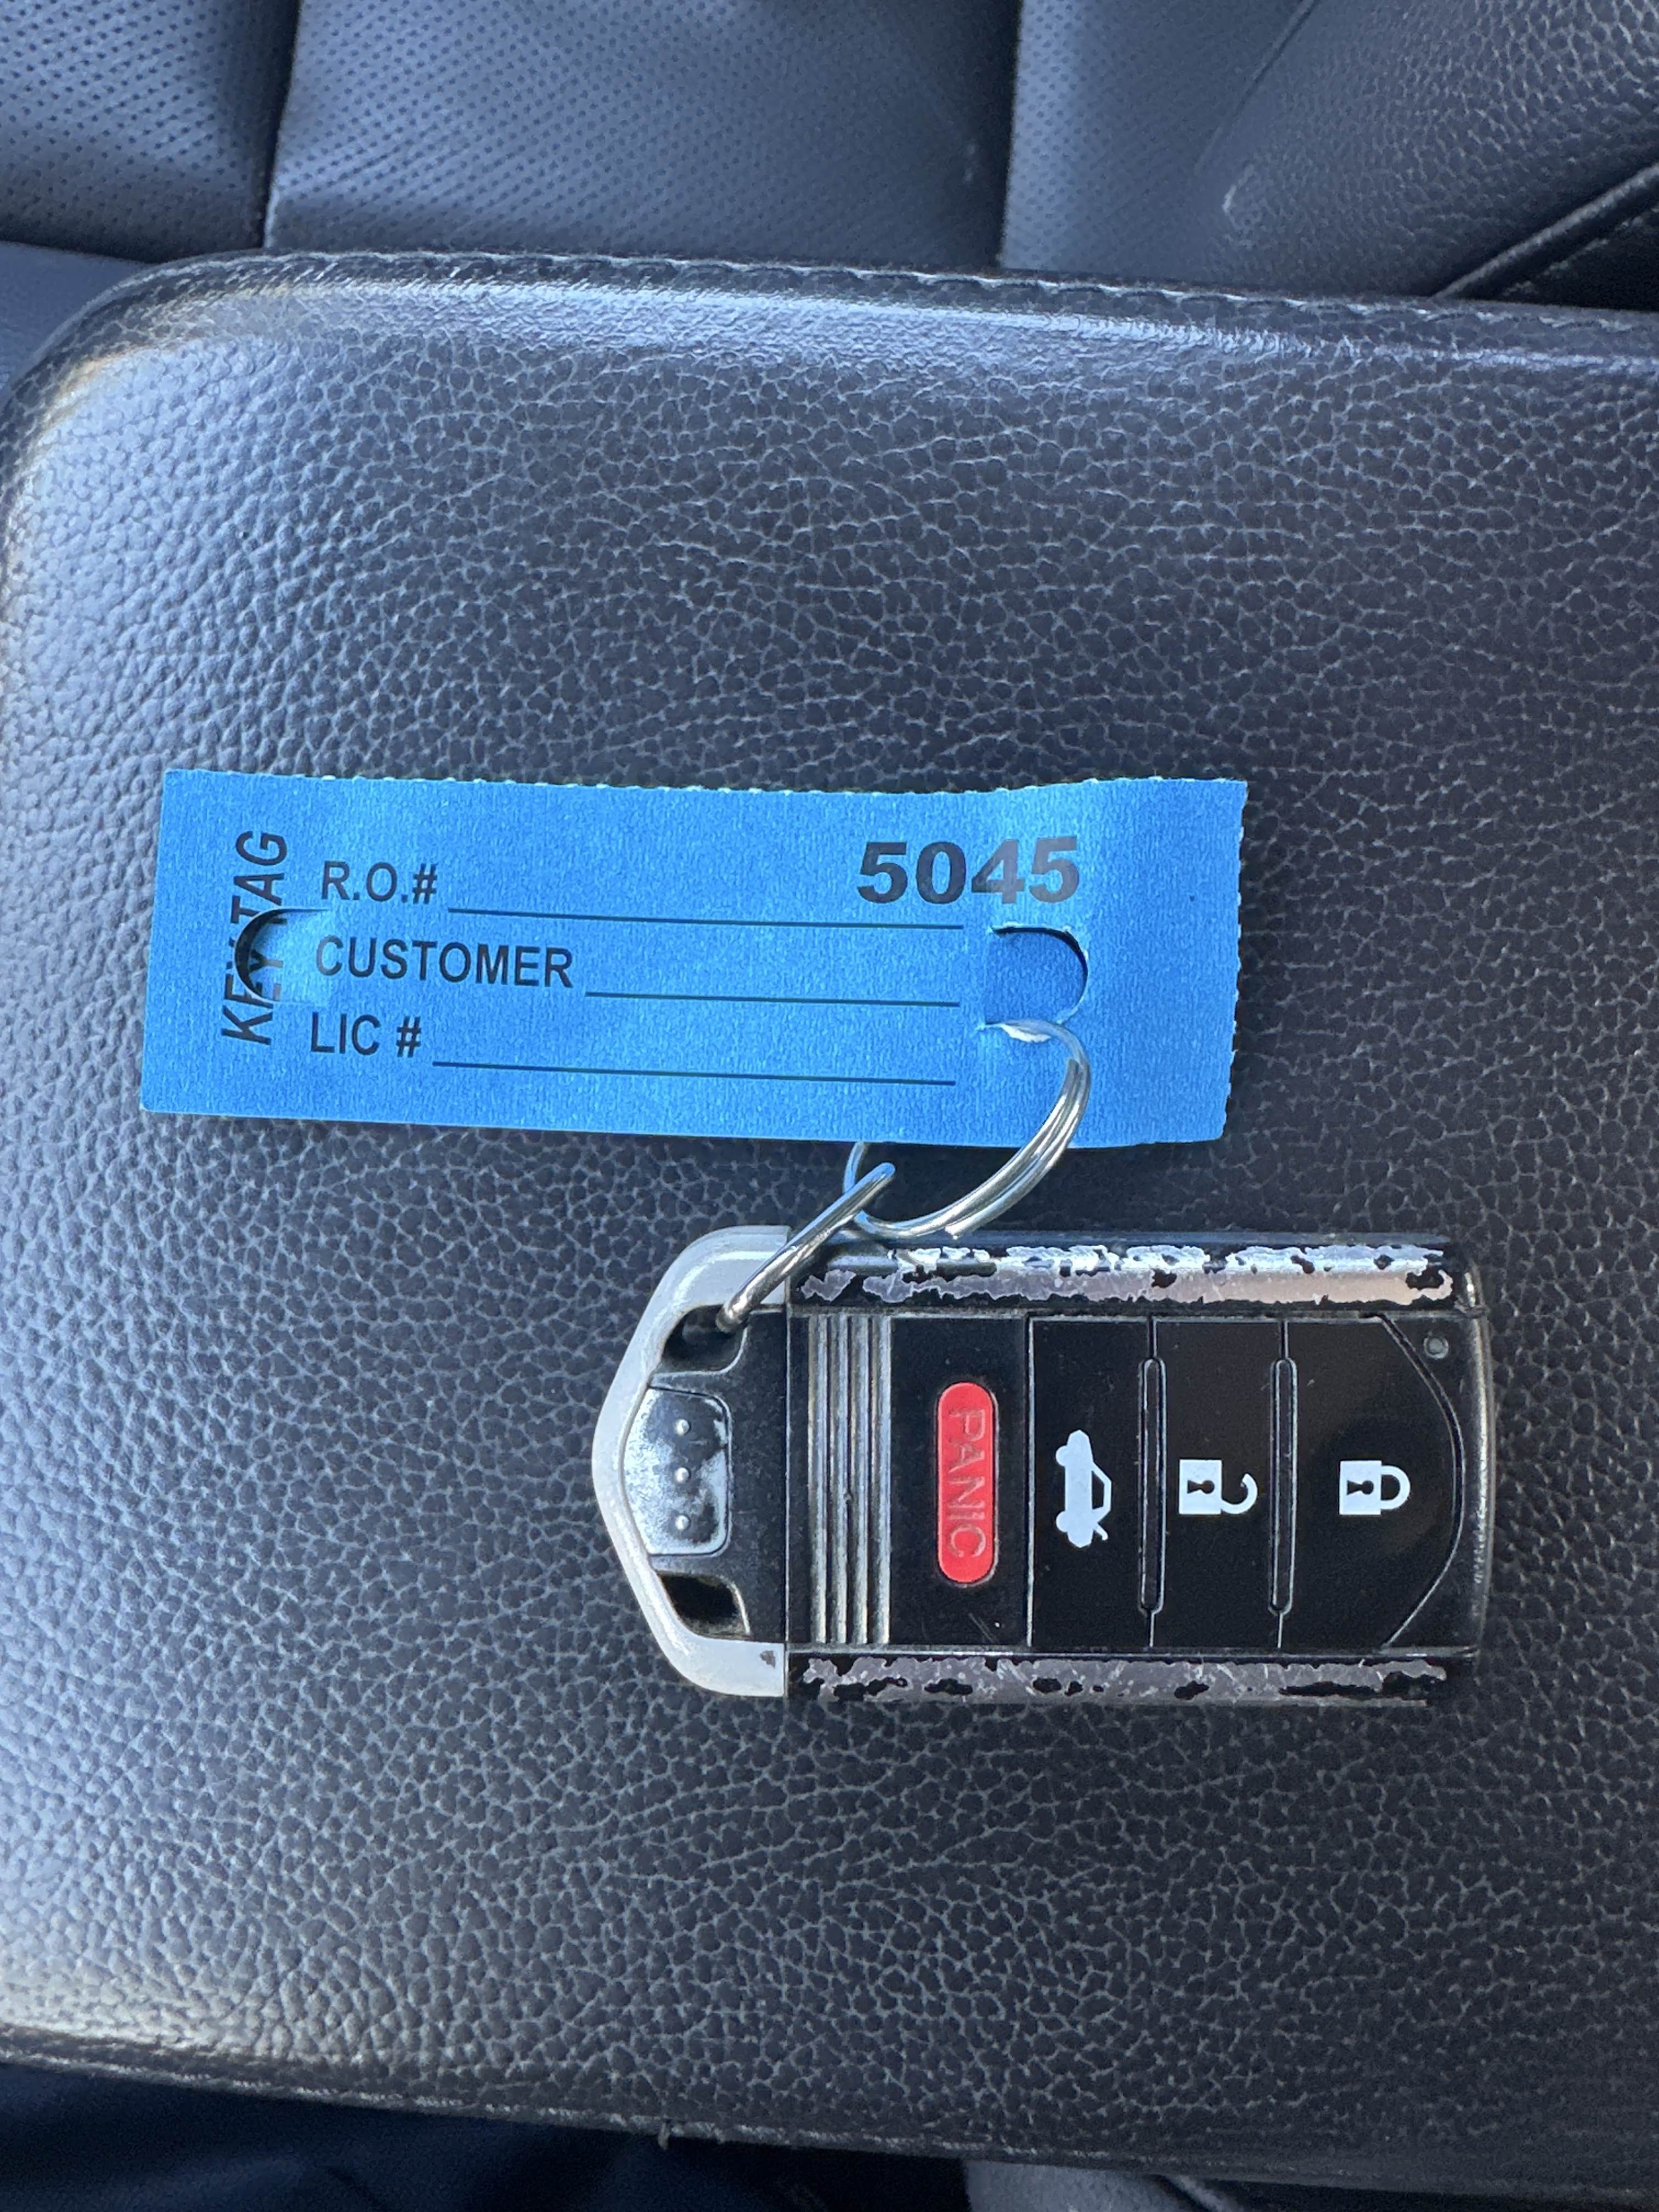 KEY TAG
R.O.# 5045
CUSTOMER
LIC #
PANIC